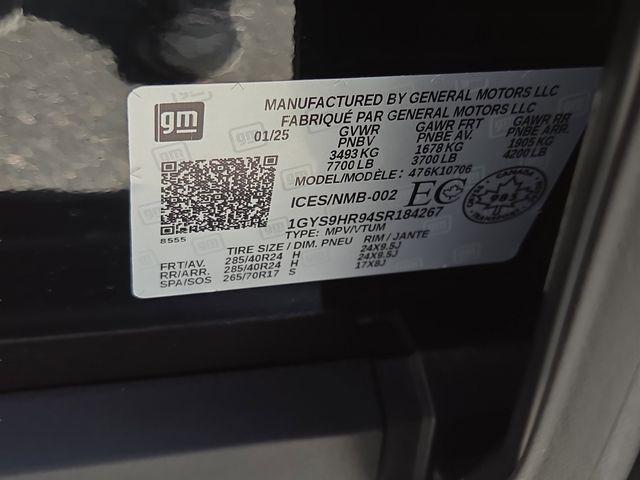 gm
MANUFACTURED BY GENERAL MOTORS LLC
FABRIQUÉ PAR GENERAL MOTORS LLC
01/25 GVWR GAWR FRT GAWR RR
PNBV PNBE AV. PNBE ARR.
3493 KG 1678 KG 1905 KG
7700 LB 3700 LB 4200 LB
MODEL/MODÈLE: 476K10706
ICES/NMB-002 EC 985
TRANSPORT
1GYS9HR94SR184267
8555 TYPE: MPV/VTUM
TIRE SIZE / DIM. PNEU RIM / JANTE
FRT/AV. 285/40R24 H 24X9.5J
RR/ARR. 285/40R24 H 24X9.5J
SPA/SOS 265/70R17 S 17X8J